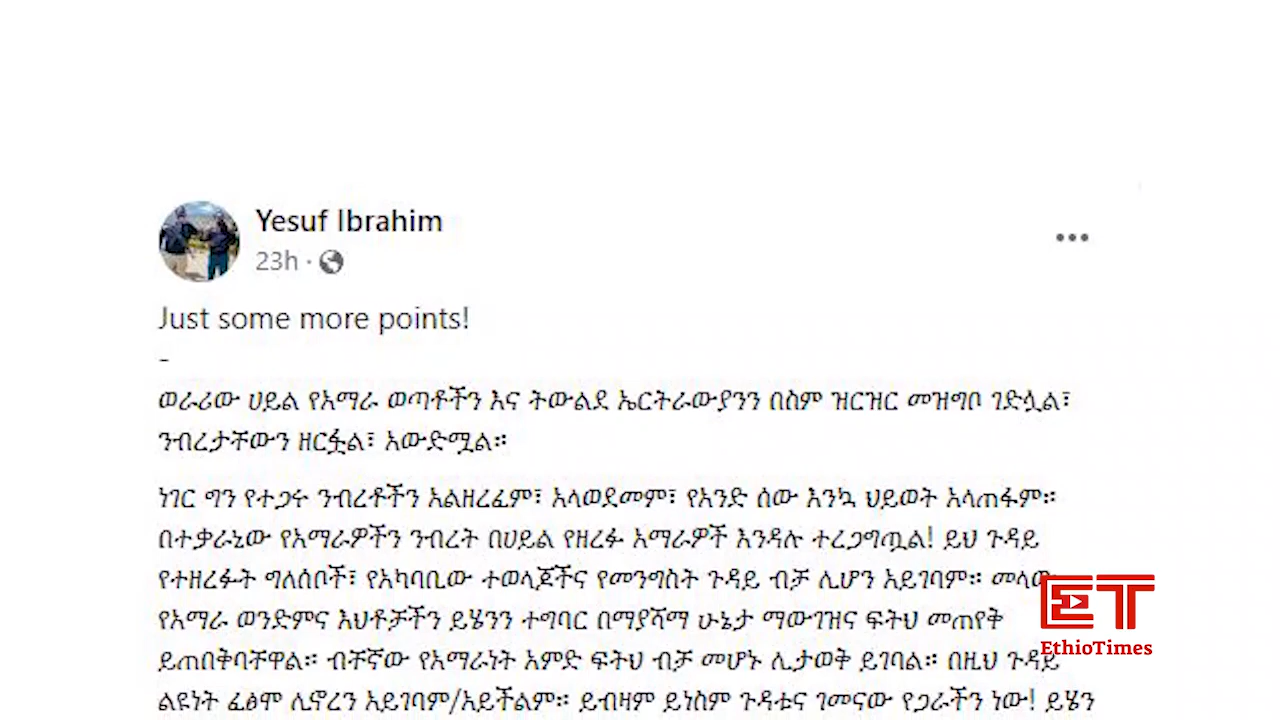 Yesuf Ibrahim
23h ·
Just some more points!
-
ወራሪው ሀይል የአማራ ወጣቶችን እና ትውልደ ኤርትራውያንን በስም ዝርዝር መዝግቦ ገድሏል፣
ንብረታቸውን ዘርፏል፣ አውድሟል።
ነገር ግን የተጋሩ ንብረቶችን አልዘረፈም፣ አላወደመም፣ የአንድ ሰው እንኳ ህይወት አላጠፋም።
በተቃራኒው የአማራዎችን ንብረት በሀይል የዘረፉ አማራዎች እንዳሉ ተረጋግጧል! ይህ ጉዳይ
የተዘረፉት ግለሰቦች፣ የአካባቢው ተወላጆችና የመንግስት ጉዳይ ብቻ ሊሆን አይገባም።
የአማራ ወንድምና እህቶቻችን ይሄንን ተግባር በማያሻማ ሁኔታ ማውገዝና ፍትህ መጠየቅ
ይጠበቅባቸዋል። ብቸኛው የአማራነት አምድ ፍትህ ብቻ መሆኑ ሊታወቅ ይገባል። በዚህ ጉዳይ
ልዩነት ፈፅሞ ሊኖረን አይገባም/አይችልም። ይብዛም ይነስም ጉዳቱና ገመናው የጋራችን ነው! ይሄን
ET
EthioTimes